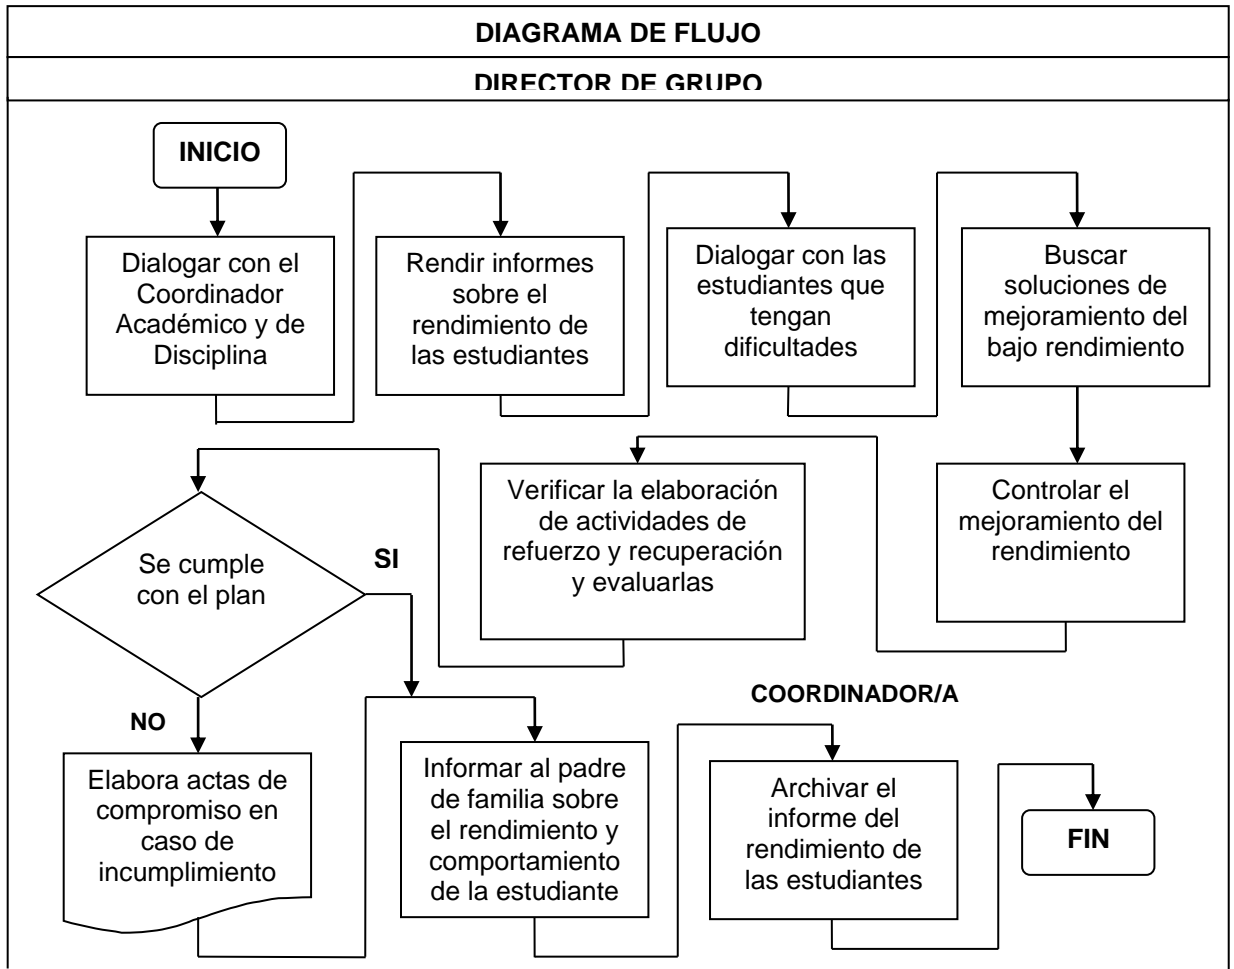 DIAGRAMA DE FLUJO
DIRECTOR DE GRUPO
INICIO
Dialogar con el
Coordinador
Académico y de
Disciplina
Rendir informes
sobre el
rendimiento de
las estudiantes
Dialogar con las
estudiantes que
tengan
dificultades
Buscar
soluciones de
mejoramiento del
bajo rendimiento
Controlar el
mejoramiento del
rendimiento
Verificar la elaboración
de actividades de
refuerzo y recuperación
y evaluarlas
Se cumple
con el plan
SI
NO
Elabora actas de
compromiso en
caso de
incumplimiento
Informar al padre
de familia sobre
el rendimiento y
comportamiento
de la estudiante
COORDINADOR/A
Archivar el
informe del
rendimiento de
las estudiantes
FIN